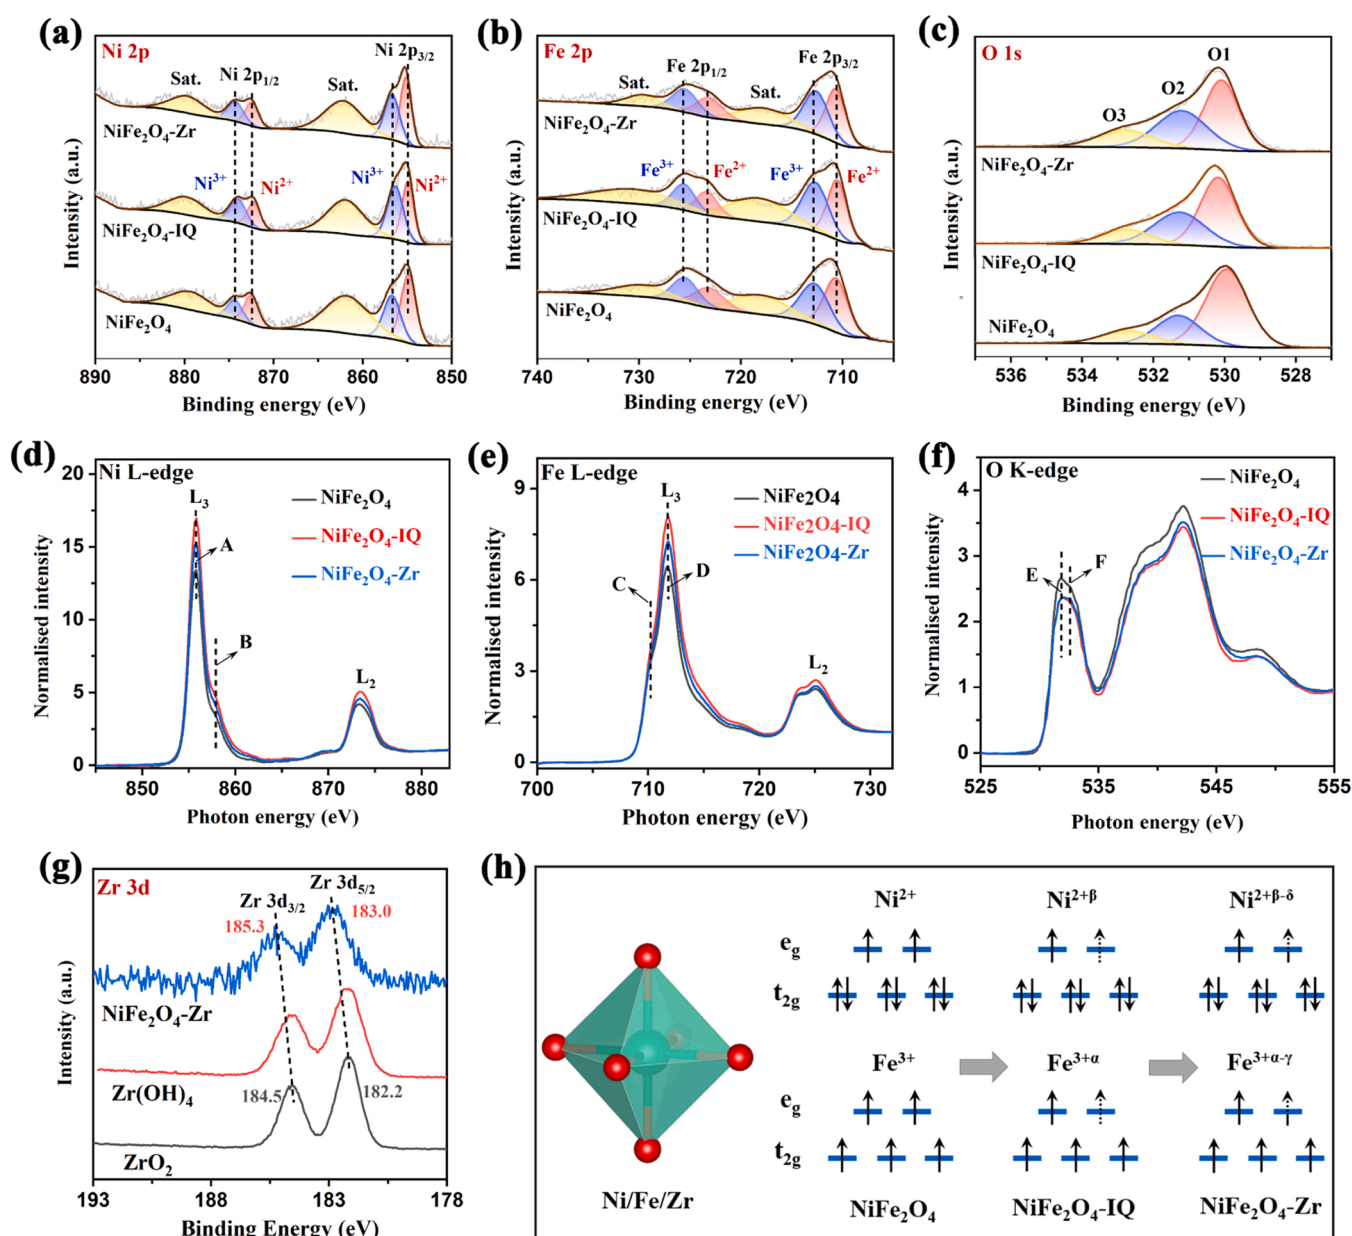 (a)
Ni 2p
Ni 2p3/2
Sat.
Ni 2p1/2
Sat.
NiFe2O4-Zr
Ni3+
Ni2+
Ni3+
Ni2+
NiFe2O4-IQ
NiFe2O4
Intensity (a.u.)
890 880 870 860 850
Binding energy (eV)
(b)
Fe 2p
Fe 2p1/2
Fe 2p3/2
Sat.
Sat.
NiFe2O4-Zr
Fe3+
Fe2+
Fe3+
Fe2+
NiFe2O4-IQ
NiFe2O4
Intensity (a.u.)
740 730 720 710
Binding energy (eV)
(c)
O 1s
O1
O2
O3
NiFe2O4-Zr
NiFe2O4-IQ
NiFe2O4
Intensity (a.u.)
536 534 532 530 528
Binding energy (eV)
(d)
Ni L-edge
L3
NiFe2O4
NiFe2O4-IQ
NiFe2O4-Zr
A
B
L2
20
15
10
5
0
Normalised intensity
850 860 870 880
Photon energy (eV)
(e)
Fe L-edge
L3
NiFe2O4
NiFe2O4-IQ
NiFe2O4-Zr
C
D
L2
9
6
3
0
Normalised intensity
700 710 720 730
Photon energy (eV)
(f)
O K-edge
NiFe2O4
NiFe2O4-IQ
NiFe2O4-Zr
E
F
4
3
2
1
0
Normalised intensity
525 535 545 555
Photon energy (eV)
(g)
Zr 3d
Zr 3d5/2
Zr 3d3/2
185.3
183.0
NiFe2O4-Zr
Zr(OH)4
184.5
182.2
ZrO2
Intensity (a.u.)
193 188 183 178
Binding Energy (eV)
(h)
Ni2+ Ni2+β Ni2+β-δ
eg
t2g
Fe3+ Fe3+α Fe3+α-γ
eg
t2g
Ni/Fe/Zr
NiFe2O4 NiFe2O4-IQ NiFe2O4-Zr